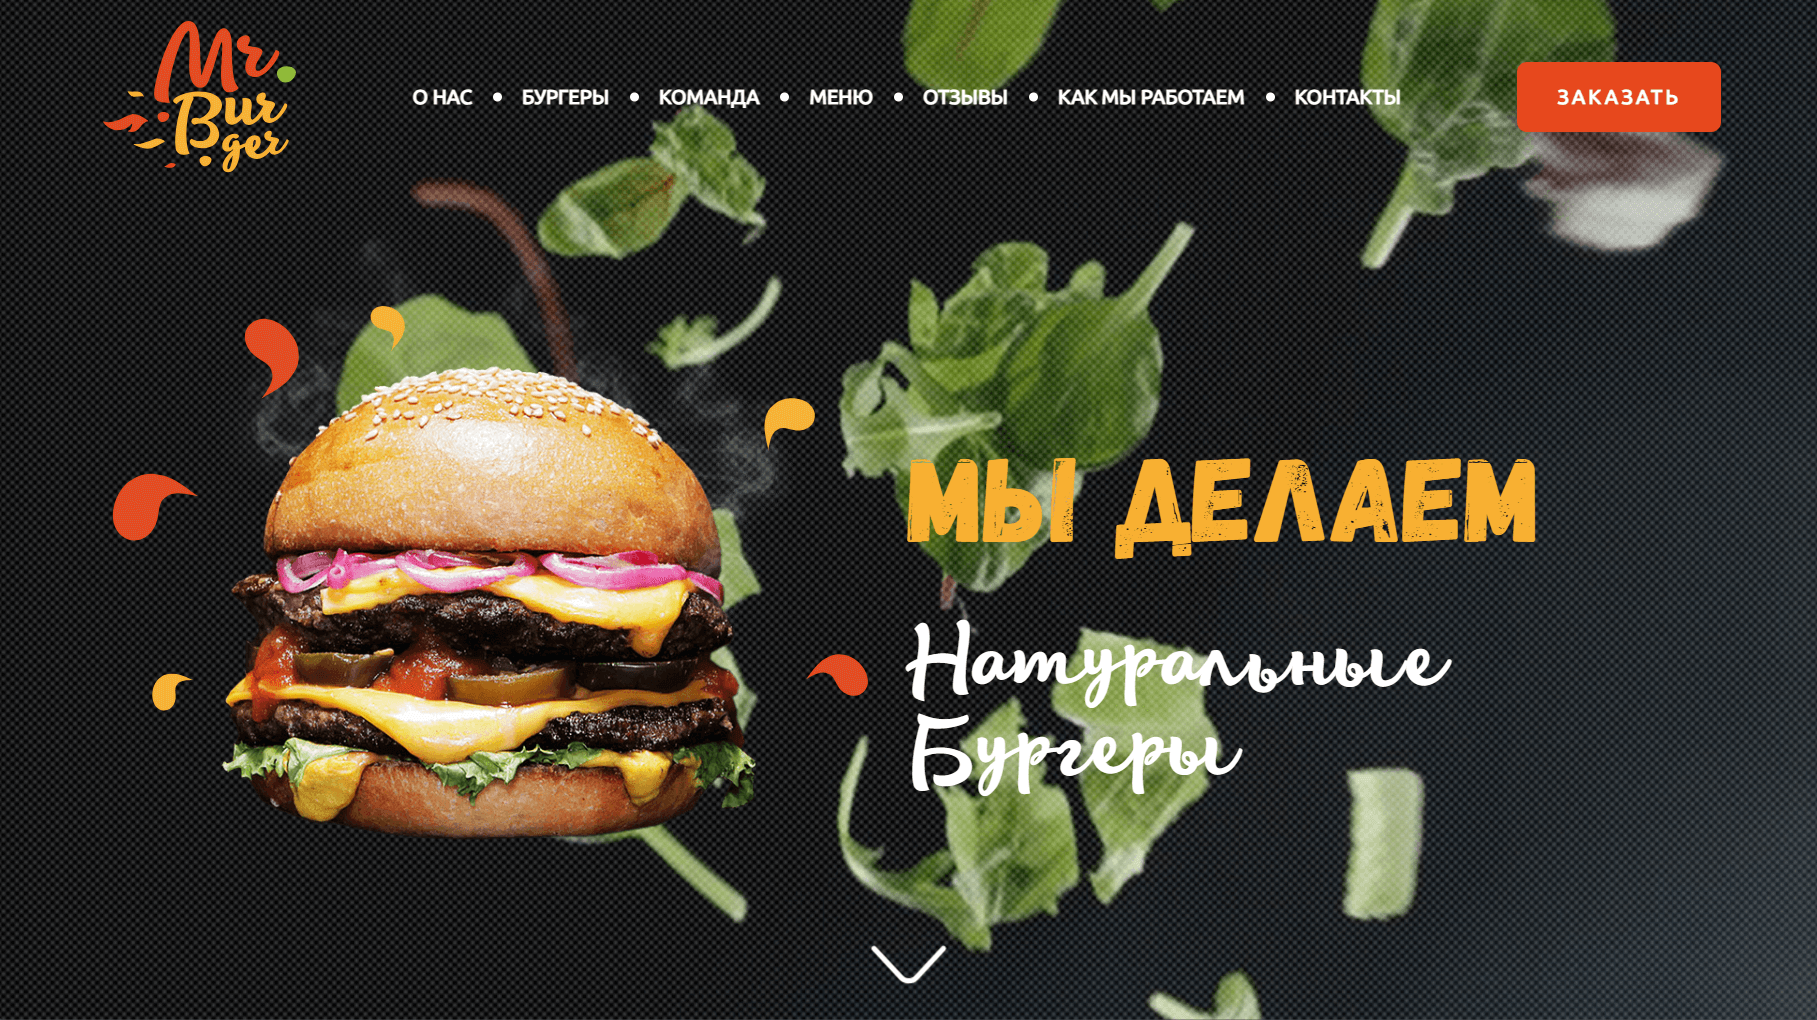 Mr.
Bur
ger
О НАС • БУРГЕРЫ • КОМАНДА • МЕНЮ • ОТЗЫВЫ • КАК МЫ РАБОТАЕМ • КОНТАКТЫ
ЗАКАЗАТЬ
МЫ ДЕЛАЕМ
Натуральные
Бургеры